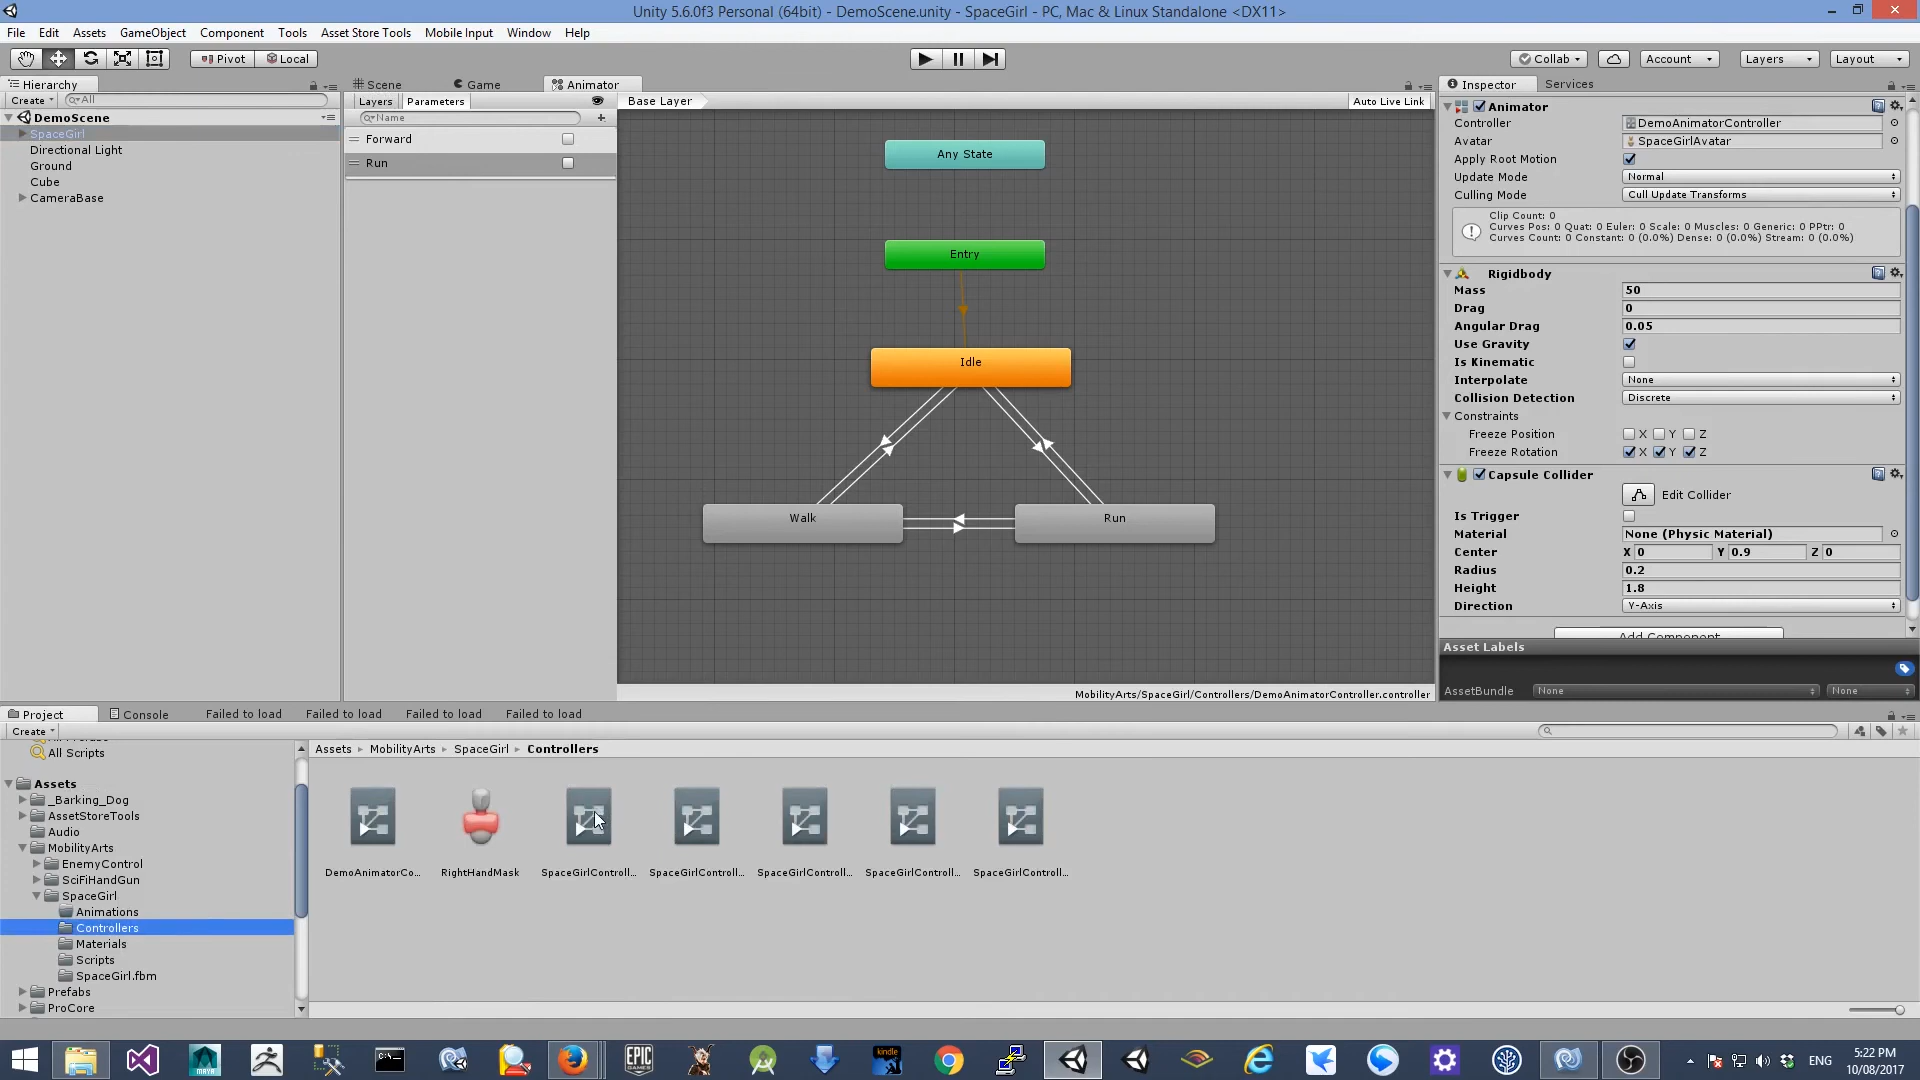 Unity 5.6.0f3 Personal (64bit) - DemoScene.unity - SpaceGirl - PC, Mac & Linux Standalone <DX11>
File Edit Assets GameObject Component Tools Asset Store Tools Mobile Input Window Help
Pivot Local Collab Account Layers Layout
Hierarchy Scene Game Animator Inspector Services
Create All Layers Parameters Base Layer Auto Live Link
DemoScene
SpaceGirl
Directional Light
Ground
Cube
CameraBase
Name
Forward
Run
Any State
Entry
Idle
Walk Run
MobilityArts/SpaceGirl/Controllers/DemoAnimatorController.controller
Animator
Controller DemoAnimatorController
Avatar SpaceGirlAvatar
Apply Root Motion
Update Mode Normal
Culling Mode Cull Update Transforms
Clip Count: 0
Curves Pos: 0 Quat: 0 Euler: 0 Scale: 0 Muscles: 0 Generic: 0 PPtr: 0
Curves Count: 0 Constant: 0 (0.0%) Dense: 0 (0.0%) Stream: 0 (0.0%)
Rigidbody
Mass 50
Drag 0
Angular Drag 0.05
Use Gravity
Is Kinematic
Interpolate None
Collision Detection Discrete
Constraints
Freeze Position X Y Z
Freeze Rotation X Y Z
Capsule Collider
Edit Collider
Is Trigger
Material None (Physic Material)
Center X 0 Y 0.9 Z 0
Radius 0.2
Height 1.8
Direction Y-Axis
Add Component
Asset Labels
AssetBundle None None
Project Console Failed to load Failed to load Failed to load Failed to load
Create
All Scripts
Assets
_Barking_Dog
AssetStoreTools
Audio
MobilityArts
EnemyControl
SciFiHandGun
SpaceGirl
Animations
Controllers
Materials
Scripts
SpaceGirl.fbm
Prefabs
ProCore
Assets MobilityArts SpaceGirl Controllers
DemoAnimatorCo... RightHandMask SpaceGirlControll... SpaceGirlControll... SpaceGirlControll... SpaceGirlControll... SpaceGirlControll...
MAYA
EPIC GAMES
kindle
ENG
5:22 PM
10/08/2017